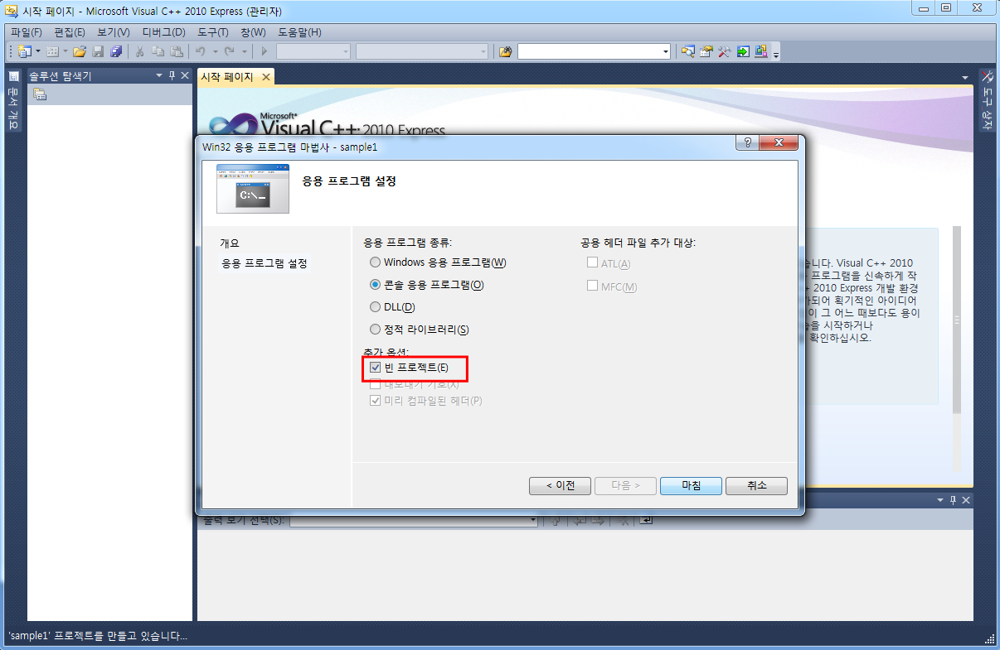 시작 페이지 - Microsoft Visual C++ 2010 Express (관리자)
파일(F) 편집(E) 보기(V) 디버그(D) 도구(T) 창(W) 도움말(H)
문서 개요
솔루션 탐색기
시작 페이지
도구 상자
Microsoft®
Visual C++ 2010 Express
Win32 응용 프로그램 마법사 - sample1
C:\
응용 프로그램 설정
개요
응용 프로그램 설정
응용 프로그램 종류:
Windows 응용 프로그램(W)
콘솔 응용 프로그램(O)
DLL(D)
정적 라이브러리(S)
추가 옵션:
빈 프로젝트(E)
내보내기 기호(X)
미리 컴파일된 헤더(P)
공용 헤더 파일 추가 대상:
ATL(A)
MFC(M)
니다. Visual C++ 2010
프로그램을 신속하게 작
2010 Express 개발 환경
되어 획기적인 아이디어
이 그 어느 때보다도 용이
을 시작하거나
확인하십시오.
< 이전
다음 >
마침
취소
출력 보기 선택(S):
'sample1' 프로젝트를 만들고 있습니다...